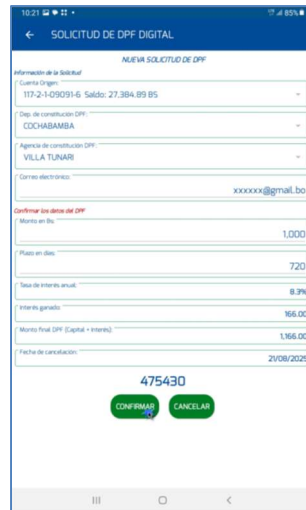 10:21
85%
SOLICITUD DE DPF DIGITAL
NUEVA SOLICITUD DE DPF
Información de la Solicitud
Cuenta Origen:
117-2-1-09091-6 Saldo: 27,384.89 BS
Dep. de constitución DPF:
COCHABAMBA
Agencia de constitución DPF:
VILLA TUNARI
Correo electrónico:
xxxxxx@gmail.bo
Confirmar los datos del DPF
Monto en Bs.
1,000
Plazo en días:
720
Tasa de interés anual:
8.3%
Interés ganado:
166.00
Monto Final DPF (Capital + interés):
1,166.00
Fecha de cancelación:
21/08/2025
475430
CONFIRMAR CANCELAR